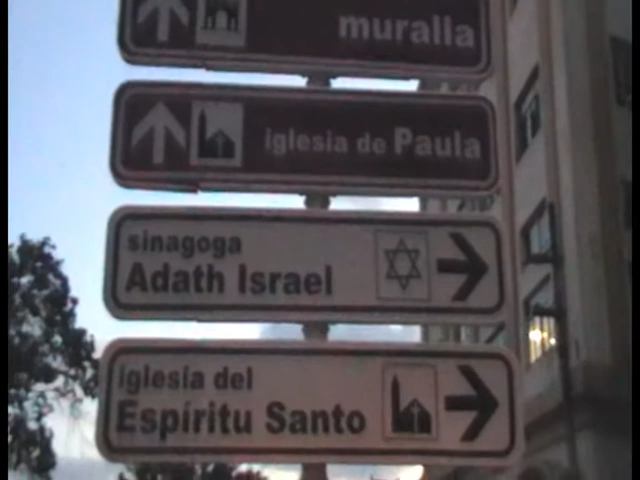 muralla
iglesia de Paula
sinagoga
Adath Israel
iglesia del
Espíritu Santo